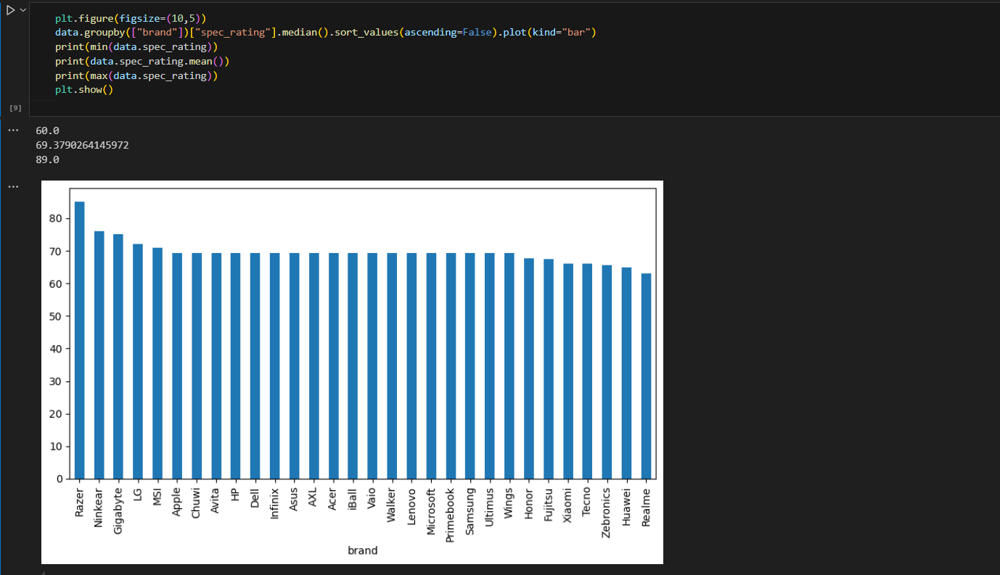 plt.figure(figsize=(10,5))
data.groupby(["brand"])["spec_rating"].median().sort_values(ascending=False).plot(kind="bar")
print(min(data.spec_rating))
print(data.spec_rating.mean())
print(max(data.spec_rating))
plt.show()
[9]
60.0
69.3790264145972
89.0
80
70
60
50
40
30
20
10
0
Razer
Ninkear
Gigabyte
LG
MSI
Apple
Chuwi
Avita
HP
Dell
Infinix
Asus
AXL
Acer
iBall
Vaio
Walker
Lenovo
Microsoft
Primebook
Samsung
Ultimus
Wings
Honor
Fujitsu
Xiaomi
Tecno
Zebronics
Huawei
Realme
brand